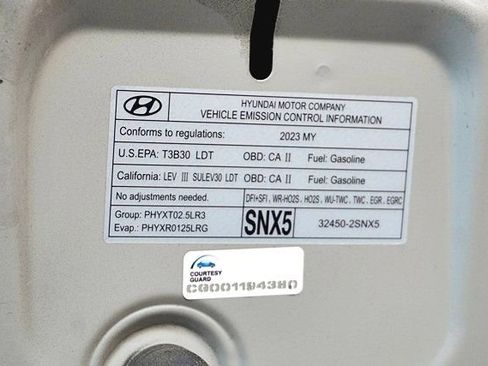 HYUNDAI MOTOR COMPANY
VEHICLE EMISSION CONTROL INFORMATION
Conforms to regulations: 2023 MY
U.S.EPA: T3B30 LDT OBD: CA II Fuel: Gasoline
California: LEV III SULEV30 LDT OBD: CA II Fuel: Gasoline
No adjustments needed. DFI+SFI, WR-HO2S, HO2S, WU-TWC, TWC, EGR, EGRC
Group: PHYXT02.5LR3 SNX5 32450-2SNX5
Evap.: PHYXR0125LRG
COURTESY
GUARD
CG001194380